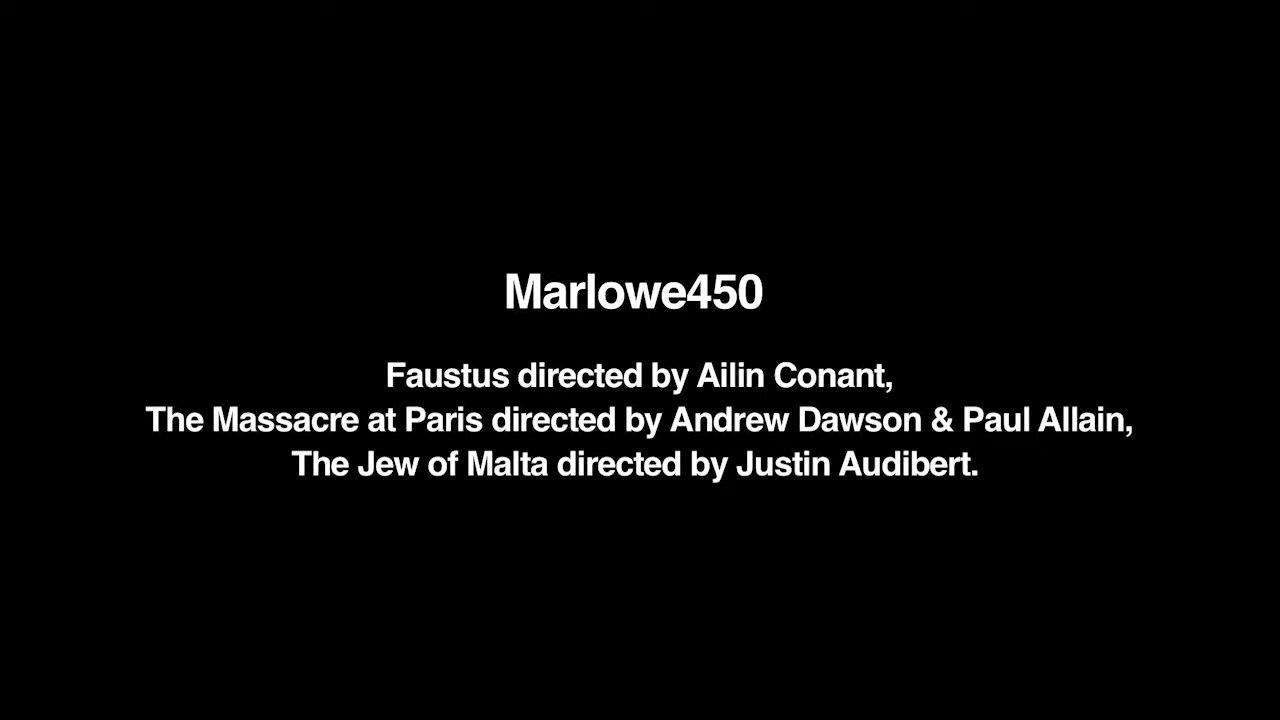 Marlowe450
Faustus directed by Ailin Conant,
The Massacre at Paris directed by Andrew Dawson & Paul Allain,
The Jew of Malta directed by Justin Audibert.